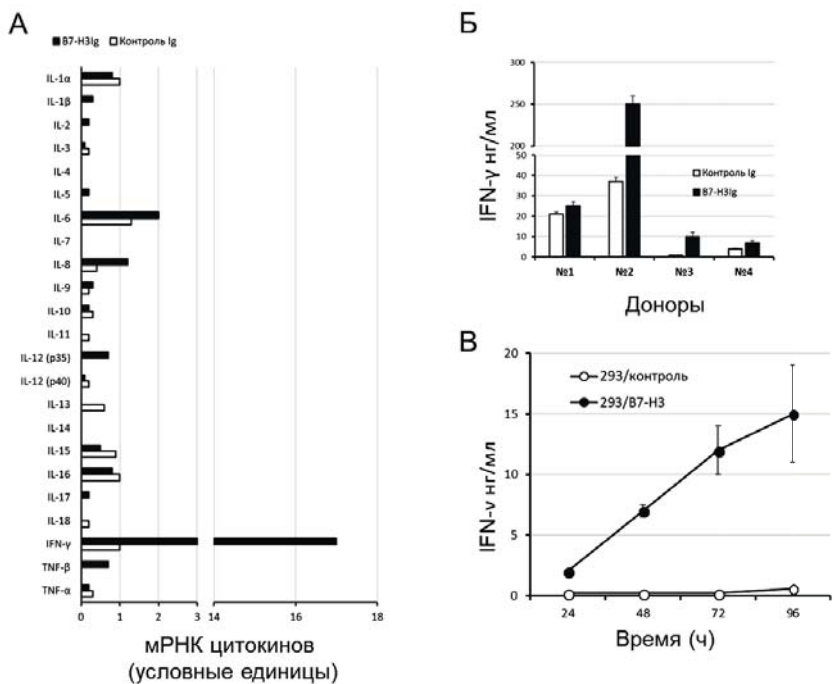 А
B7-H3Ig Контроль Ig
IL-1α
IL-1β
IL-2
IL-3
IL-4
IL-5
IL-6
IL-7
IL-8
IL-9
IL-10
IL-11
IL-12 (p35)
IL-12 (p40)
IL-13
IL-14
IL-15
IL-16
IL-17
IL-18
IFN-γ
TNF-β
TNF-α
0 1 2 3 14 16 18
мРНК цитокинов
(условные единицы)
Б
IFN-γ нг/мл
300
250
200
50
40
30
20
10
0
Контроль Ig
B7-H3Ig
№1 №2 №3 №4
Доноры
В
IFN-γ нг/мл
20
15
10
5
0
293/контроль
293/B7-H3
24 48 72 96
Время (ч)